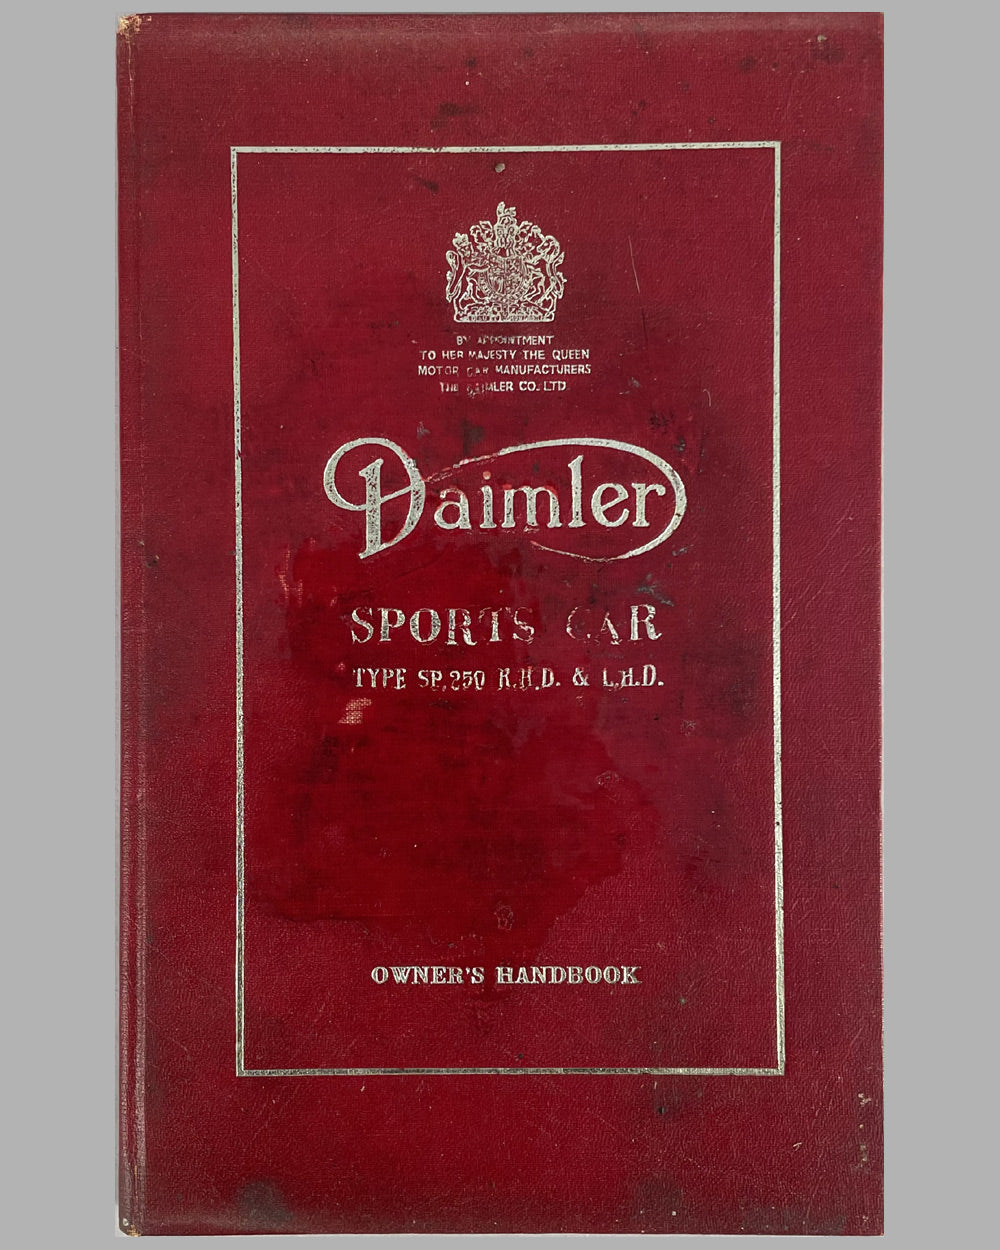 BY APPOINTMENT
TO HER MAJESTY THE QUEEN
MOTOR CAR MANUFACTURERS
THE DAIMLER CO. LTD
Daimler
SPORTS CAR
TYPE SP.250 R.H.D. & L.H.D.
OWNER'S HANDBOOK